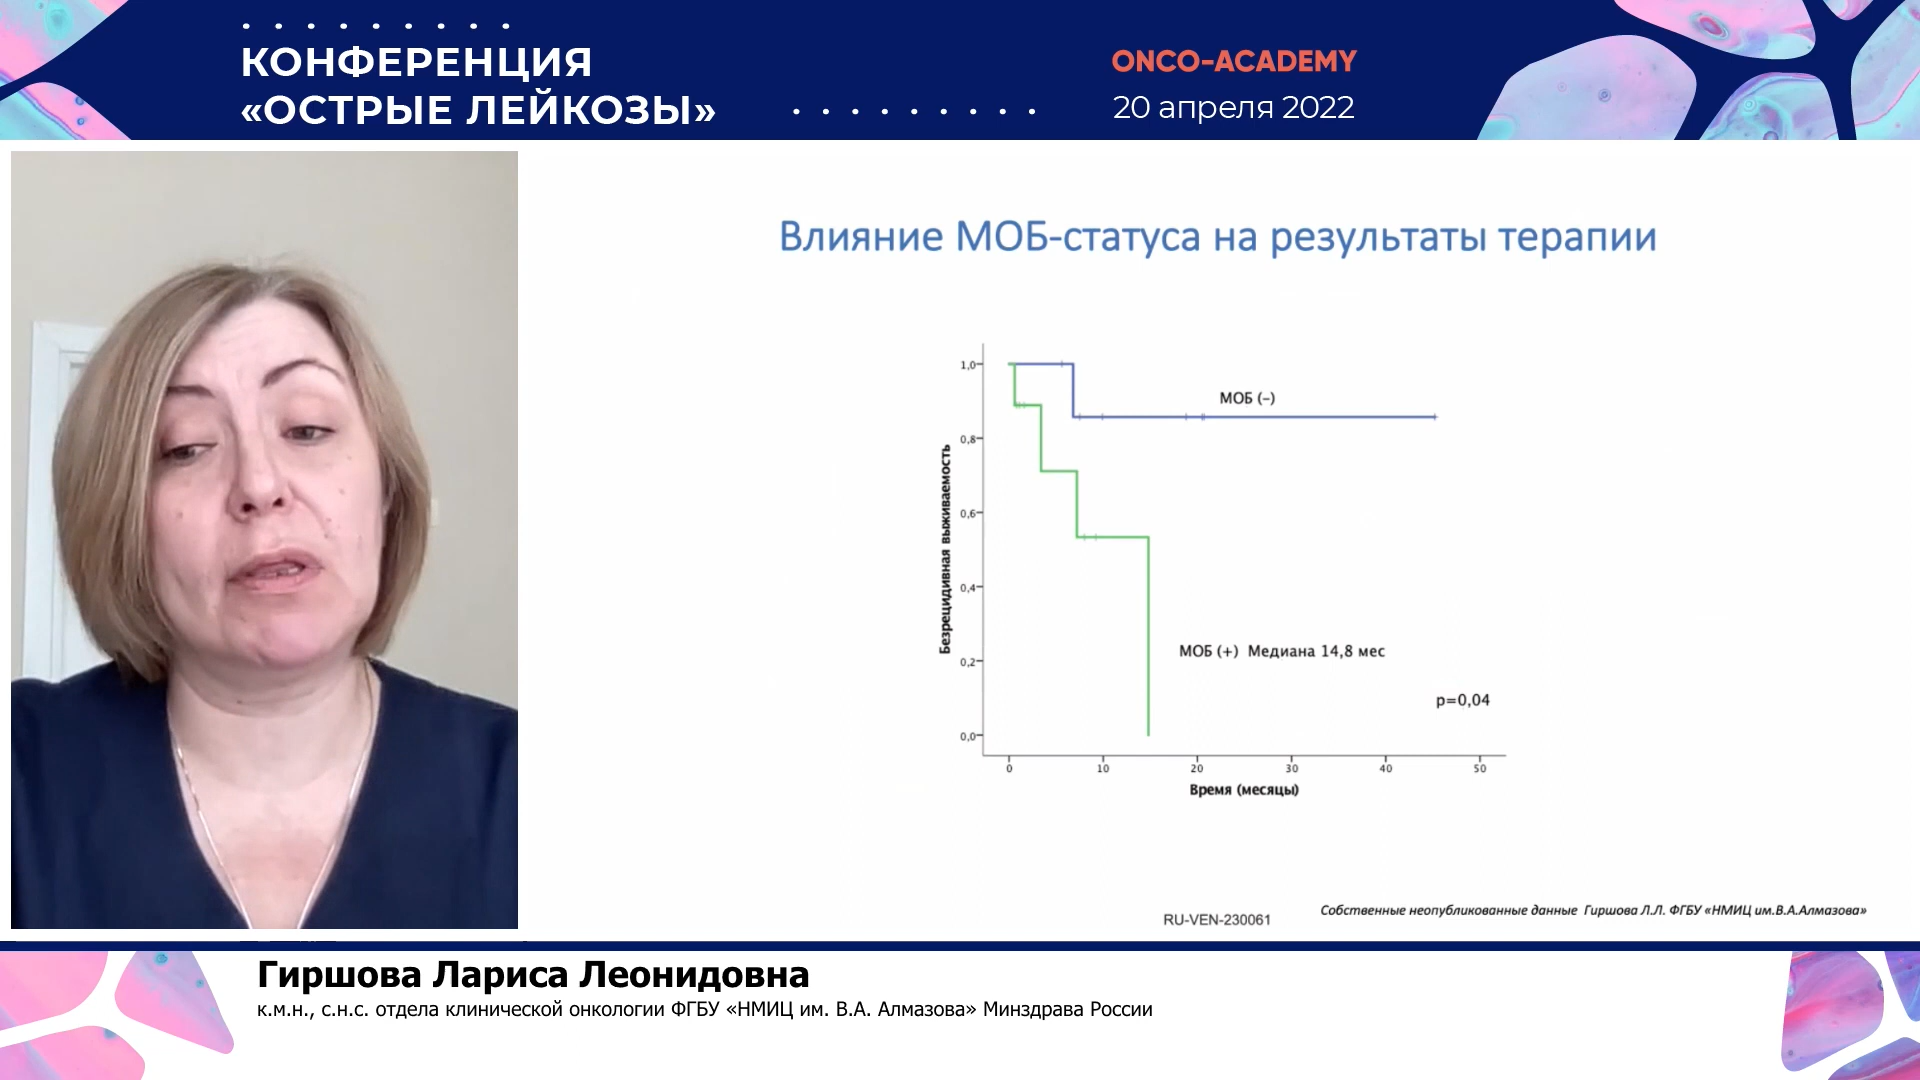 КОНФЕРЕНЦИЯ
«ОСТРЫЕ ЛЕЙКОЗЫ»
ONCO-ACADEMY
20 апреля 2022
Влияние МОБ-статуса на результаты терапии
Безрецидивная выживаемость
1,0
0,8
0,6
0,4
0,2
0,0
МОБ (−)
МОБ (+) Медиана 14,8 мес
p=0,04
0 10 20 30 40 50
Время (месяцы)
RU-VEN-230061
Собственные неопубликованные данные Гиршова Л.Л. ФГБУ «НМИЦ им.В.А.Алмазова»
Гиршова Лариса Леонидовна
к.м.н., с.н.с. отдела клинической онкологии ФГБУ «НМИЦ им. В.А. Алмазова» Минздрава России